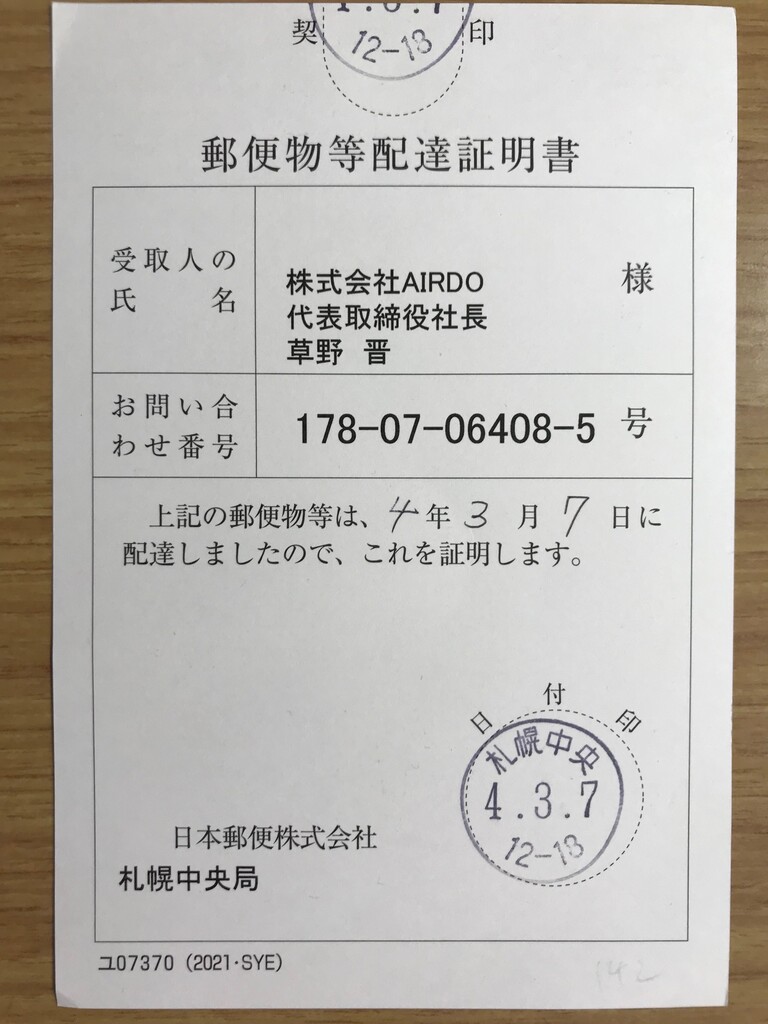 契 印
12-18
郵便物等配達証明書
受取人の
氏 名
株式会社AIRDO
代表取締役社長
草野 晋
様
お問い合
わせ番号
178-07-06408-5 号
上記の郵便物等は、4年3月7日に
配達しましたので、これを証明します。
日付印
札幌中央
4.3.7
12-18
日本郵便株式会社
札幌中央局
ユ07370 (2021・SYE)